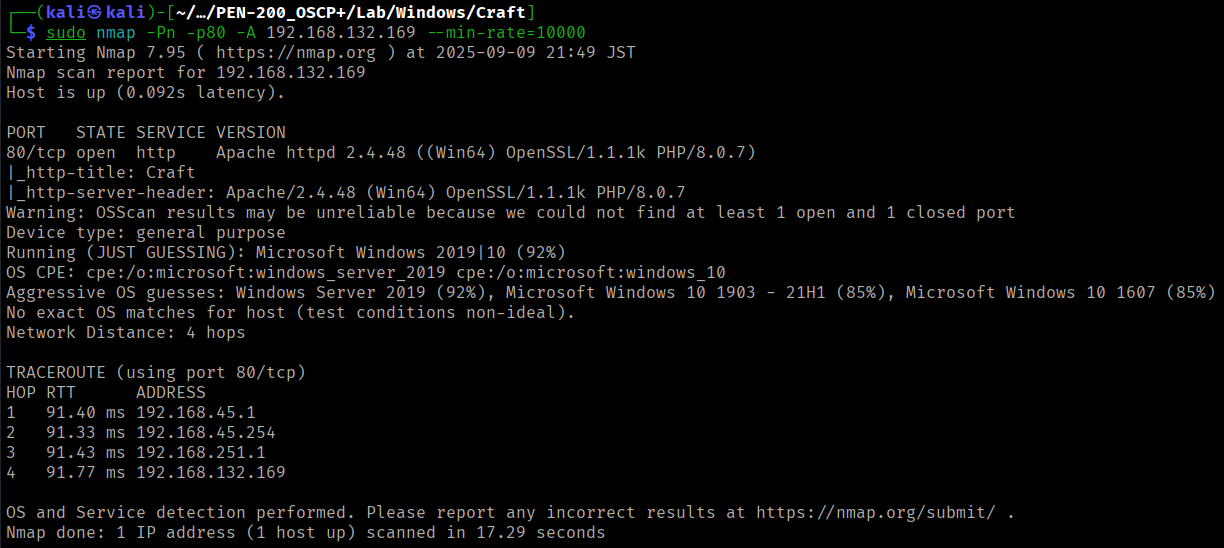 ┌──(kali㉿kali)-[~/…/PEN-200_OSCP+/Lab/Windows/Craft]
└─$ sudo nmap -Pn -p80 -A 192.168.132.169 --min-rate=10000
Starting Nmap 7.95 ( https://nmap.org ) at 2025-09-09 21:49 JST
Nmap scan report for 192.168.132.169
Host is up (0.092s latency).

PORT   STATE SERVICE VERSION
80/tcp open  http    Apache httpd 2.4.48 ((Win64) OpenSSL/1.1.1k PHP/8.0.7)
|_http-title: Craft
|_http-server-header: Apache/2.4.48 (Win64) OpenSSL/1.1.1k PHP/8.0.7
Warning: OSScan results may be unreliable because we could not find at least 1 open and 1 closed port
Device type: general purpose
Running (JUST GUESSING): Microsoft Windows 2019|10 (92%)
OS CPE: cpe:/o:microsoft:windows_server_2019 cpe:/o:microsoft:windows_10
Aggressive OS guesses: Windows Server 2019 (92%), Microsoft Windows 10 1903 - 21H1 (85%), Microsoft Windows 10 1607 (85%)
No exact OS matches for host (test conditions non-ideal).
Network Distance: 4 hops

TRACEROUTE (using port 80/tcp)
HOP RTT      ADDRESS
1   91.40 ms 192.168.45.1
2   91.33 ms 192.168.45.254
3   91.43 ms 192.168.251.1
4   91.77 ms 192.168.132.169

OS and Service detection performed. Please report any incorrect results at https://nmap.org/submit/ .
Nmap done: 1 IP address (1 host up) scanned in 17.29 seconds